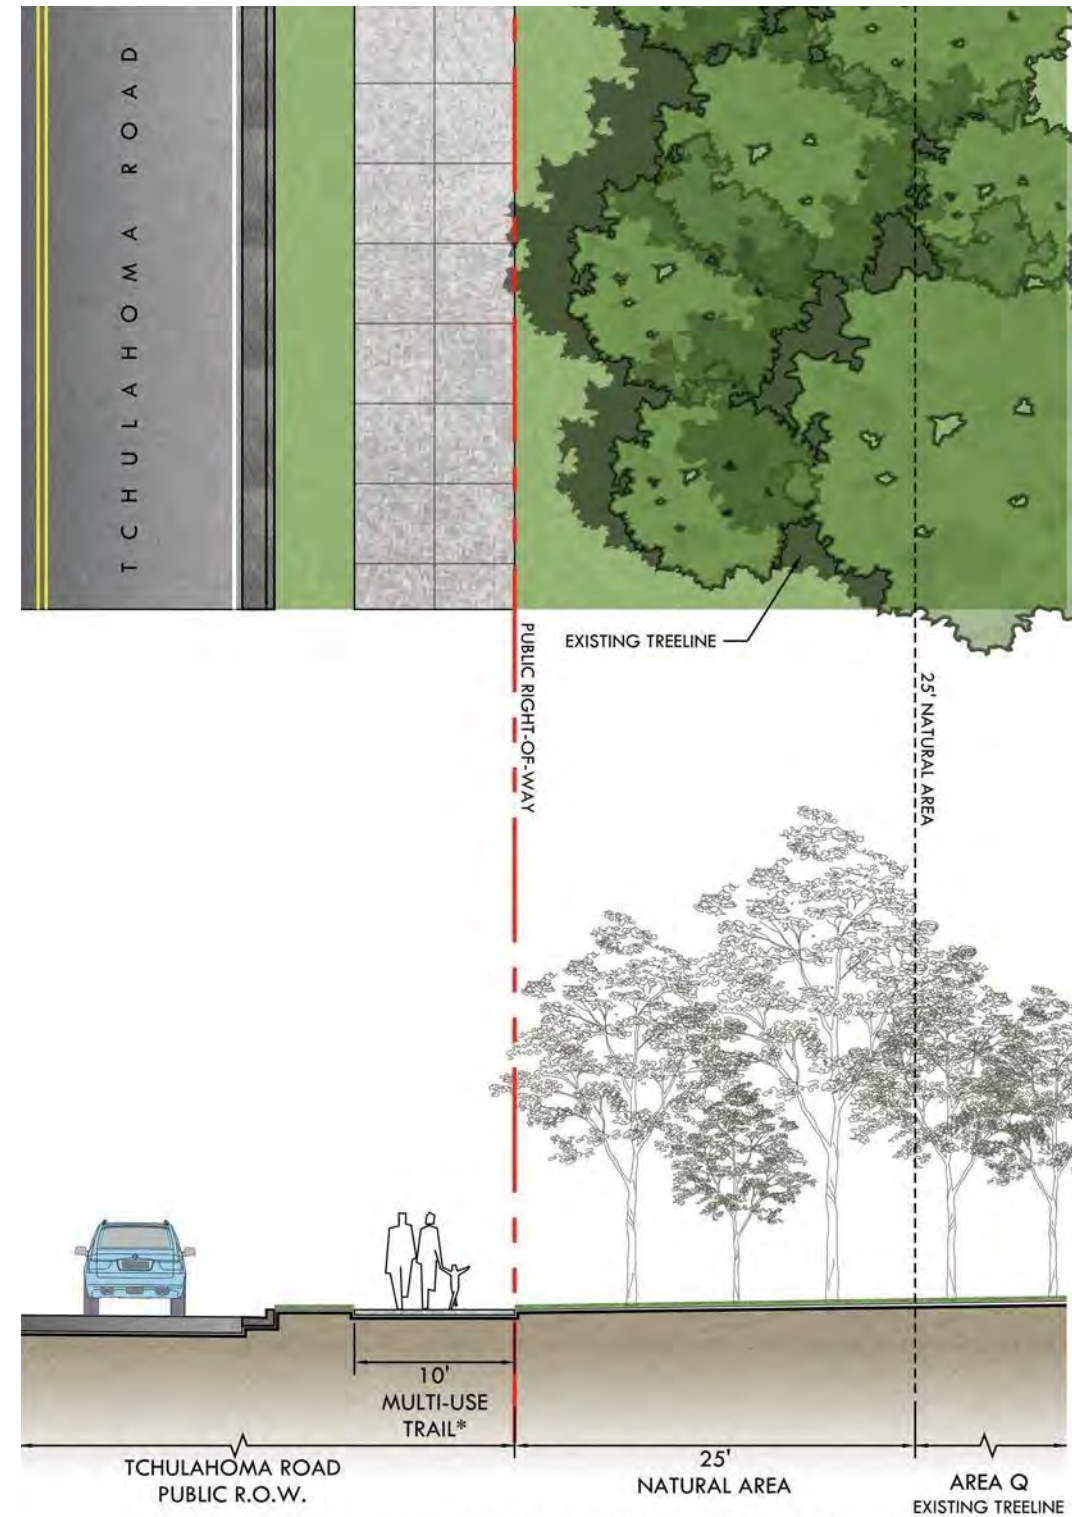 TCHULAHOMA ROAD
EXISTING TREELINE
PUBLIC RIGHT-OF-WAY
25' NATURAL AREA
10'
MULTI-USE
TRAIL*
TCHULAHOMA ROAD
PUBLIC R.O.W.
25'
NATURAL AREA
AREA Q
EXISTING TREELINE